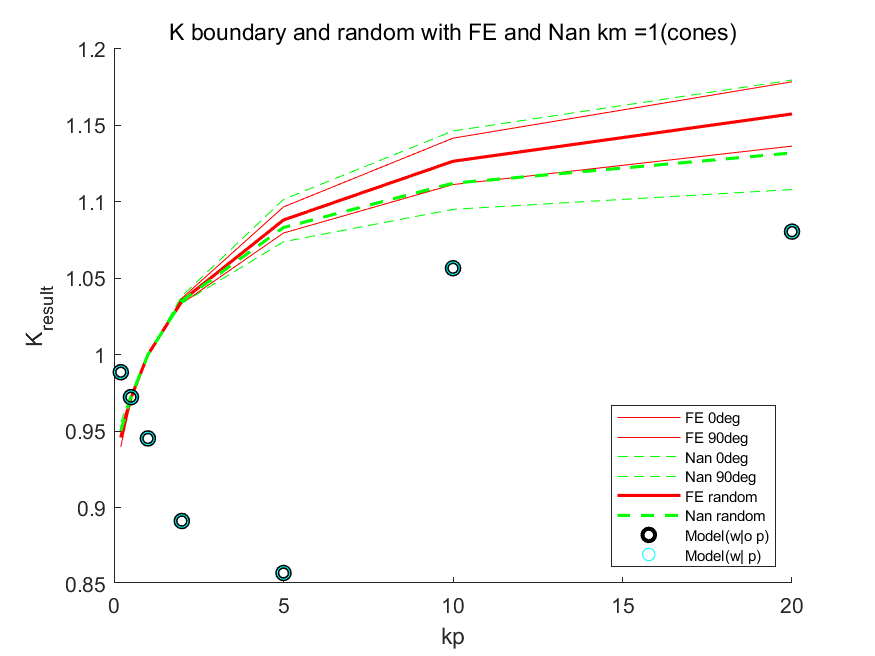 K boundary and random with FE and Nan km =1(cones)
1.2
1.15
1.1
1.05
1
0.95
0.9
0.85
K_result
0 5 10 15 20
kp
FE 0deg
FE 90deg
Nan 0deg
Nan 90deg
FE random
Nan random
Model(w|o p)
Model(w| p)